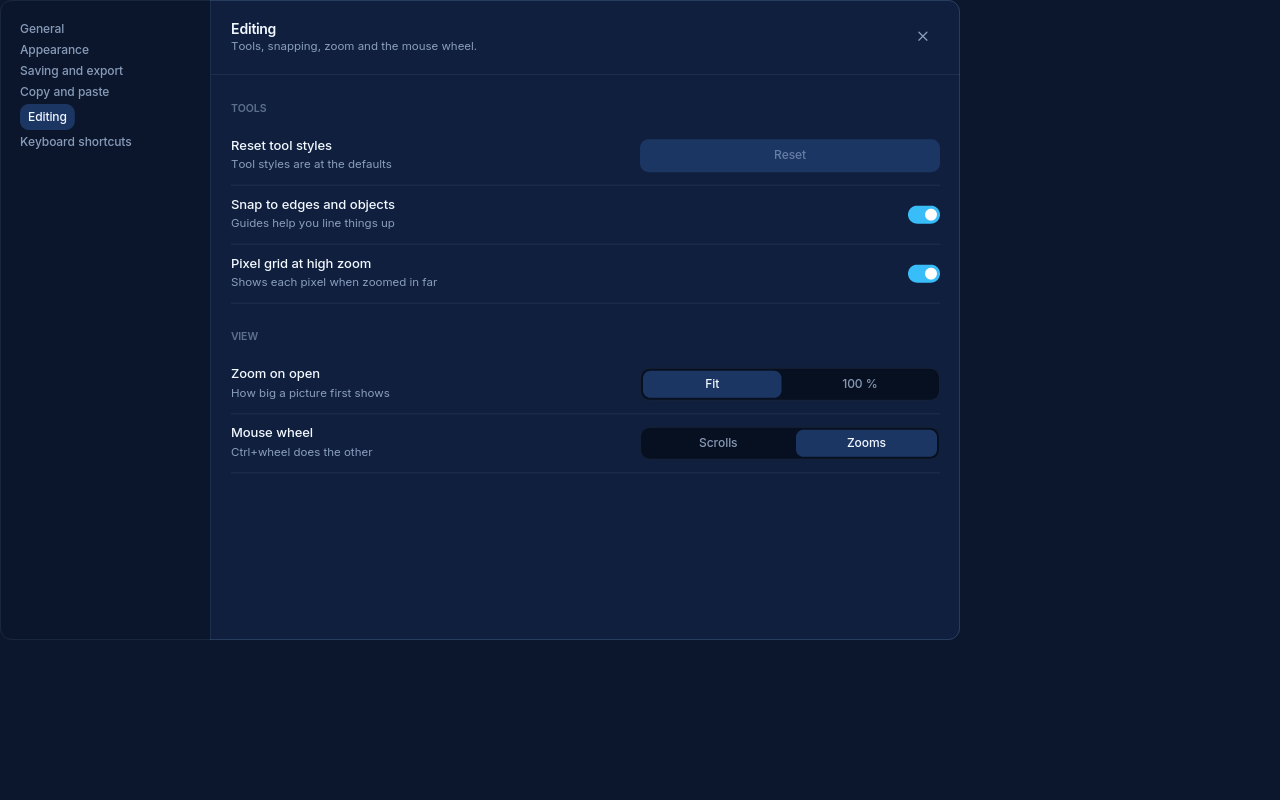 General
Appearance
Saving and export
Copy and paste
Editing
Keyboard shortcuts
Editing
Tools, snapping, zoom and the mouse wheel.
TOOLS
Reset tool styles
Tool styles are at the defaults
Reset
Snap to edges and objects
Guides help you line things up
Pixel grid at high zoom
Shows each pixel when zoomed in far
VIEW
Zoom on open
How big a picture first shows
Fit
100 %
Mouse wheel
Ctrl+wheel does the other
Scrolls
Zooms